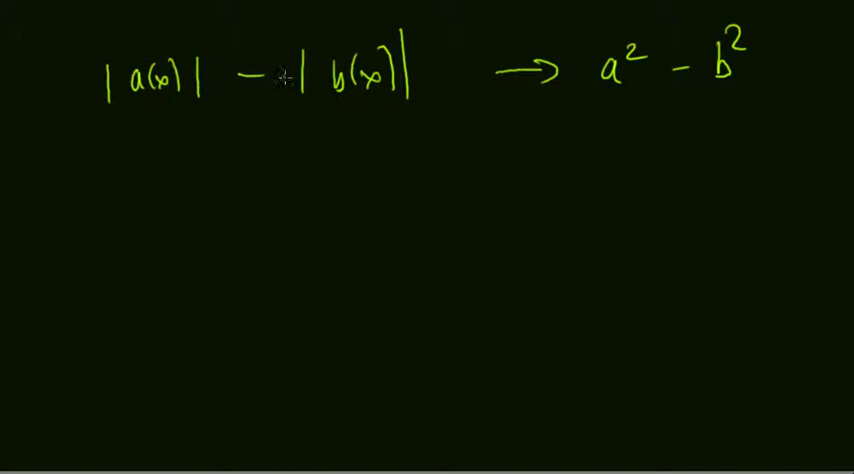 |a(x)| - |b(x)| → a² - b²